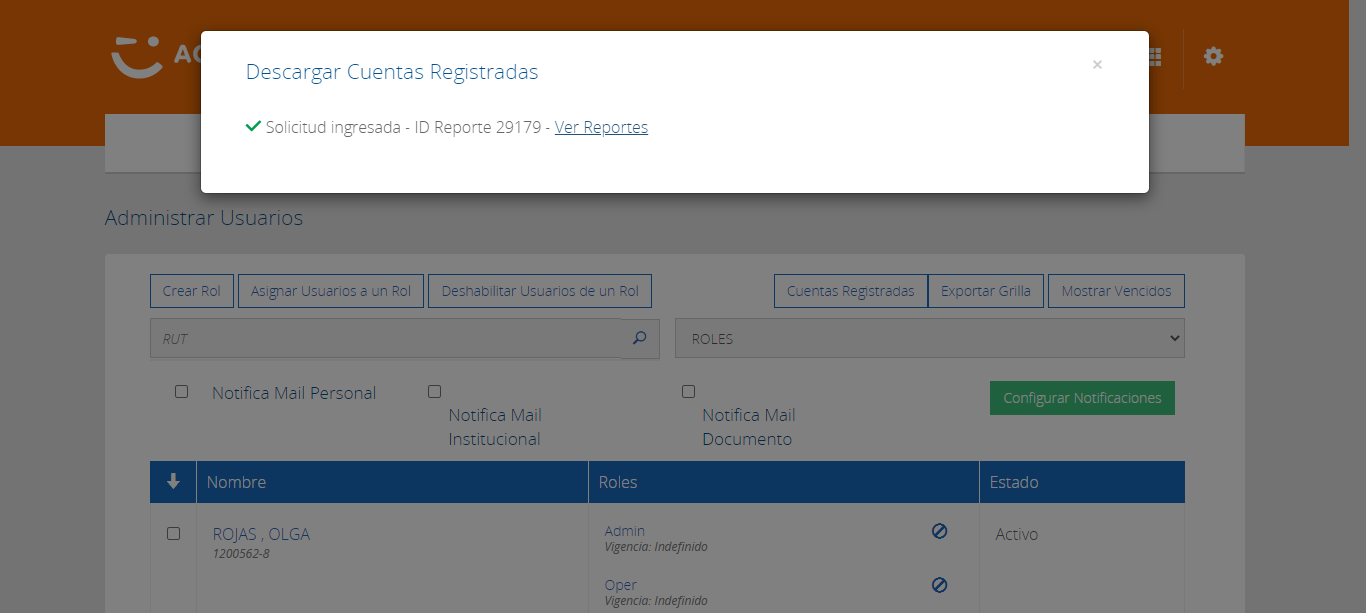 Descargar Cuentas Registradas
×
Solicitud ingresada - ID Reporte 29179 - Ver Reportes
Administrar Usuarios
Crear Rol
Asignar Usuarios a un Rol
Deshabilitar Usuarios de un Rol
Cuentas Registradas
Exportar Grilla
Mostrar Vencidos
RUT
ROLES
Notifica Mail Personal
Notifica Mail
Institucional
Notifica Mail
Documento
Configurar Notificaciones
Nombre
Roles
Estado
ROJAS , OLGA
1200562-8
Admin
Vigencia: Indefinido
Activo
Oper
Vigencia: Indefinido